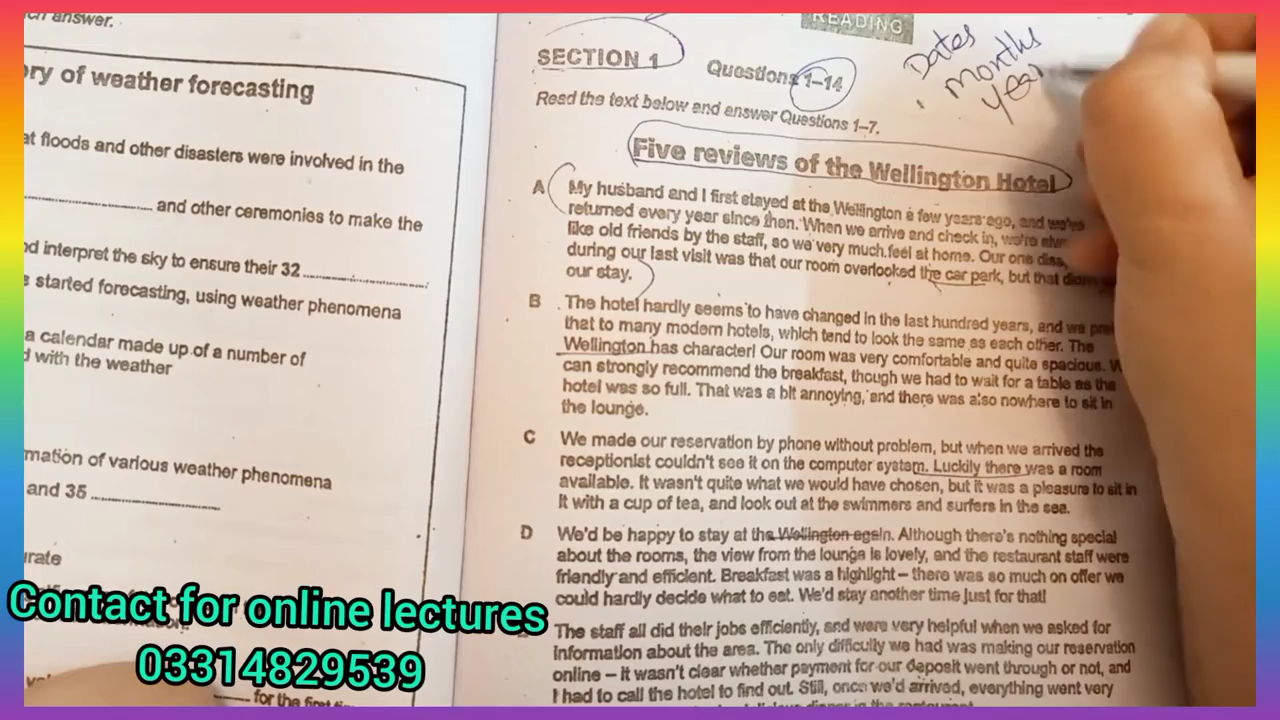 ch answer.
ory of weather forecasting
at floods and other disasters were involved in the
and other ceremonies to make the
nd interpret the sky to ensure their 32
s started forecasting, using weather phenomena
a calendar made up of a number of
d with the weather
mation of various weather phenomena
and 35
urate
for the first
READING
Dates
months
year
SECTION 1
Questions 1–14
Read the text below and answer Questions 1–7.
Five reviews of the Wellington Hotel
A My husband and I first stayed at the Wellington a few years ago, and we've
returned every year since then. When we arrive and check in, we're
like old friends by the staff, so we very much feel at home. Our one
during our last visit was that our room overlooked the car park, but that
our stay.
B The hotel hardly seems to have changed in the last hundred years, and we
that to many modern hotels, which tend to look the same as each other. The
Wellington has character! Our room was very comfortable and quite spacious.
can strongly recommend the breakfast, though we had to wait for a table as the
hotel was so full. That was a bit annoying, and there was also nowhere to sit in
the lounge.
C We made our reservation by phone without problem, but when we arrived the
receptionist couldn't see it on the computer system. Luckily there was a room
available. It wasn't quite what we would have chosen, but it was a pleasure to sit in
it with a cup of tea, and look out at the swimmers and surfers in the sea.
D We'd be happy to stay at the Wellington again. Although there's nothing special
about the rooms, the view from the lounge is lovely, and the restaurant staff were
friendly and efficient. Breakfast was a highlight – there was so much on offer we
could hardly decide what to eat. We'd stay another time just for that!
The staff all did their jobs efficiently, and were very helpful when we asked for
information about the area. The only difficulty we had was making our reservation
online – it wasn't clear whether payment for our deposit went through or not, and
I had to call the hotel to find out. Still, once we'd arrived, everything went very
Contact for online lectures
03314829539